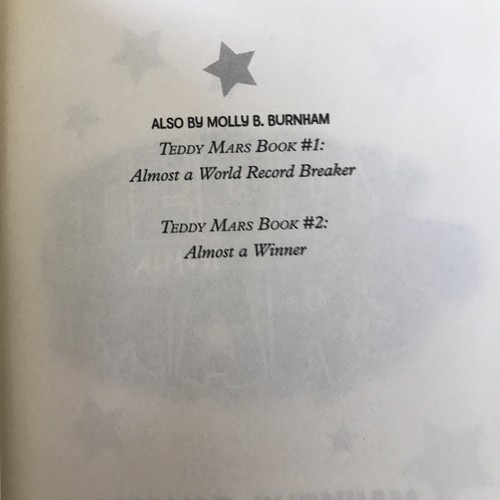 ALSO BY MOLLY B. BURNHAM
TEDDY MARS BOOK #1:
Almost a World Record Breaker
TEDDY MARS BOOK #2:
Almost a Winner